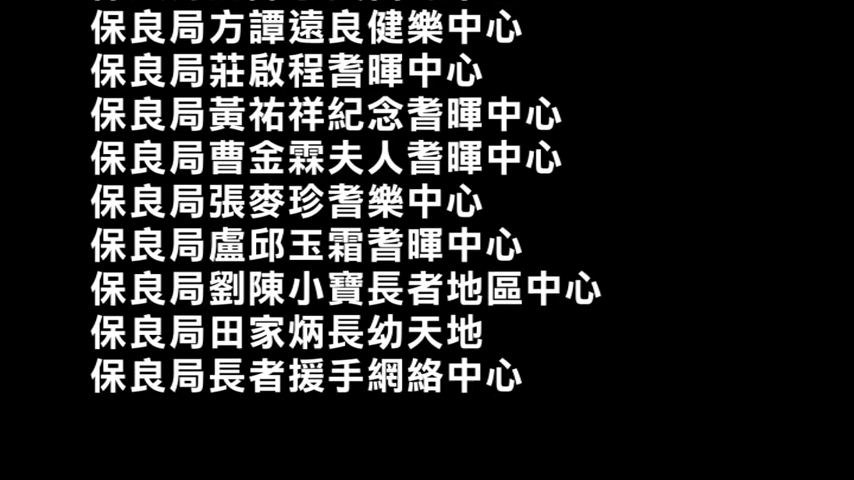 保良局方譚遠良健樂中心
保良局莊啟程耆暉中心
保良局黃祐祥紀念耆暉中心
保良局曹金霖夫人耆暉中心
保良局張麥珍耆樂中心
保良局盧邱玉霜耆暉中心
保良局劉陳小寶長者地區中心
保良局田家炳長幼天地
保良局長者援手網絡中心